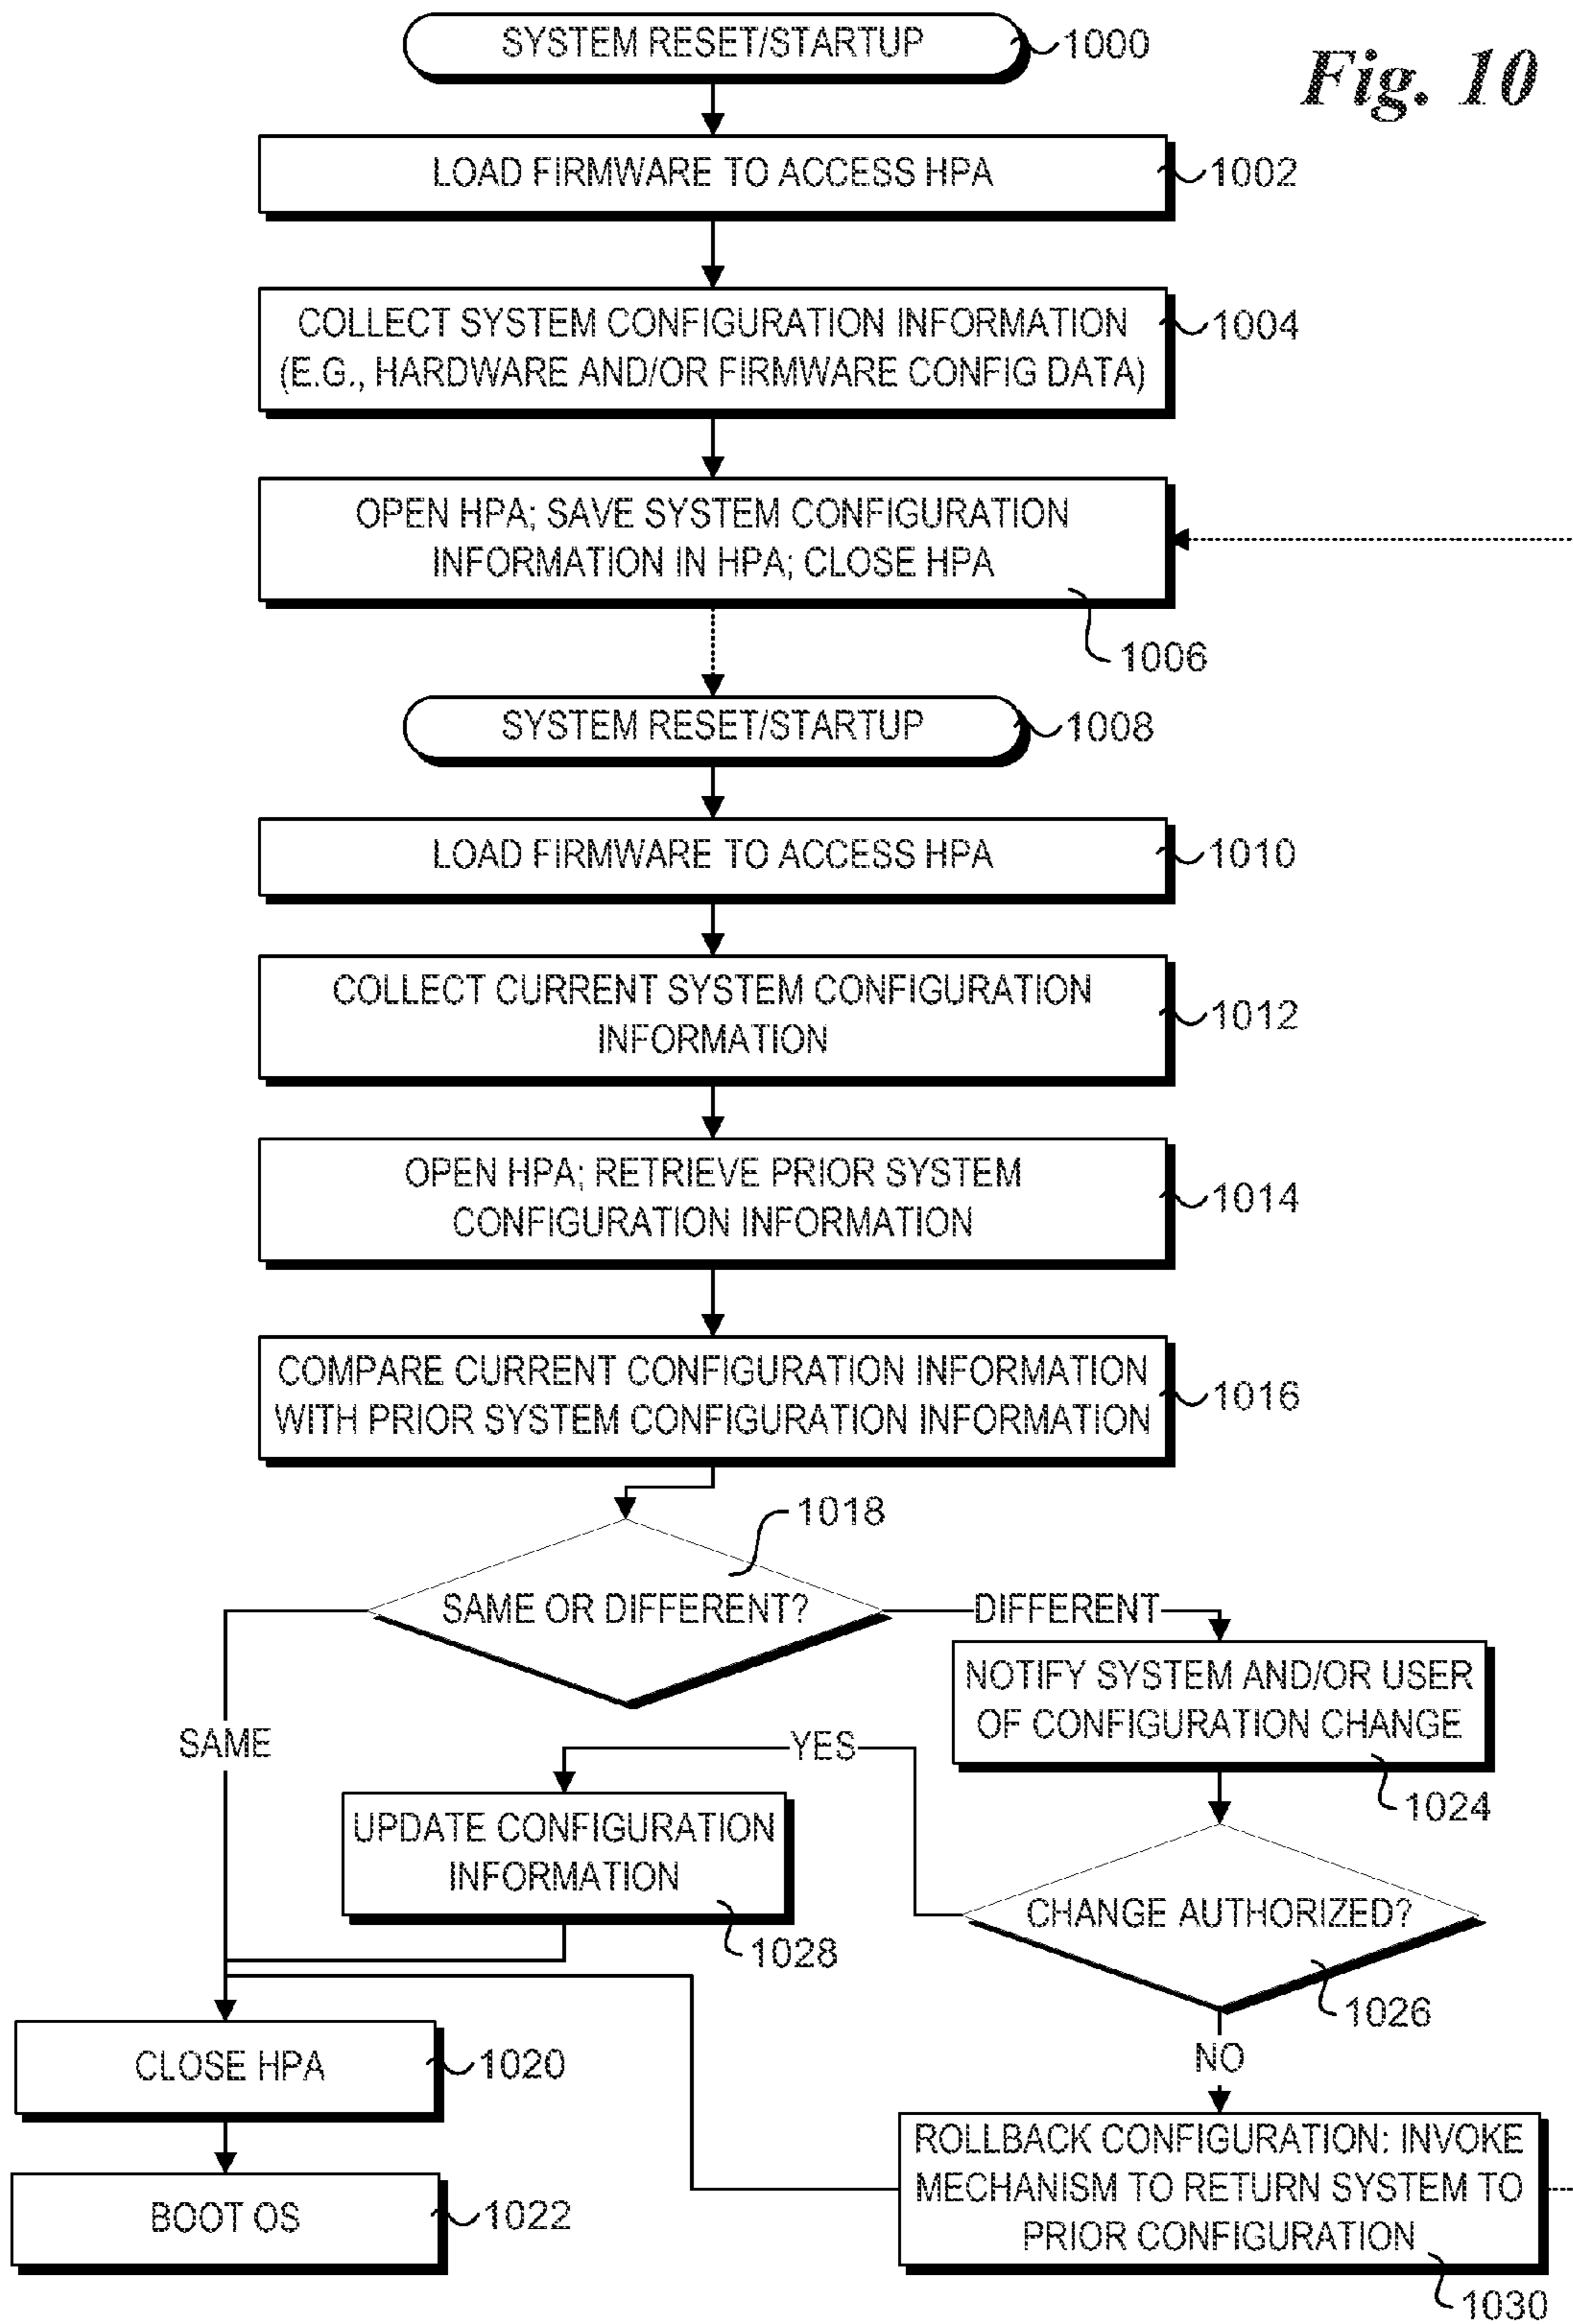 SYSTEM RESET/STARTUP
1000
Fig. 10
LOAD FIRMWARE TO ACCESS HPA
1002
COLLECT SYSTEM CONFIGURATION INFORMATION
(E.G., HARDWARE AND/OR FIRMWARE CONFIG DATA)
1004
OPEN HPA; SAVE SYSTEM CONFIGURATION
INFORMATION IN HPA; CLOSE HPA
1006
SYSTEM RESET/STARTUP
1008
LOAD FIRMWARE TO ACCESS HPA
1010
COLLECT CURRENT SYSTEM CONFIGURATION
INFORMATION
1012
OPEN HPA; RETRIEVE PRIOR SYSTEM
CONFIGURATION INFORMATION
1014
COMPARE CURRENT CONFIGURATION INFORMATION
WITH PRIOR SYSTEM CONFIGURATION INFORMATION
1016
1018
SAME OR DIFFERENT?
DIFFERENT
NOTIFY SYSTEM AND/OR USER
OF CONFIGURATION CHANGE
1024
SAME
YES
UPDATE CONFIGURATION
INFORMATION
1028
CHANGE AUTHORIZED?
1026
NO
CLOSE HPA
1020
ROLLBACK CONFIGURATION: INVOKE
MECHANISM TO RETURN SYSTEM TO
PRIOR CONFIGURATION
1030
BOOT OS
1022